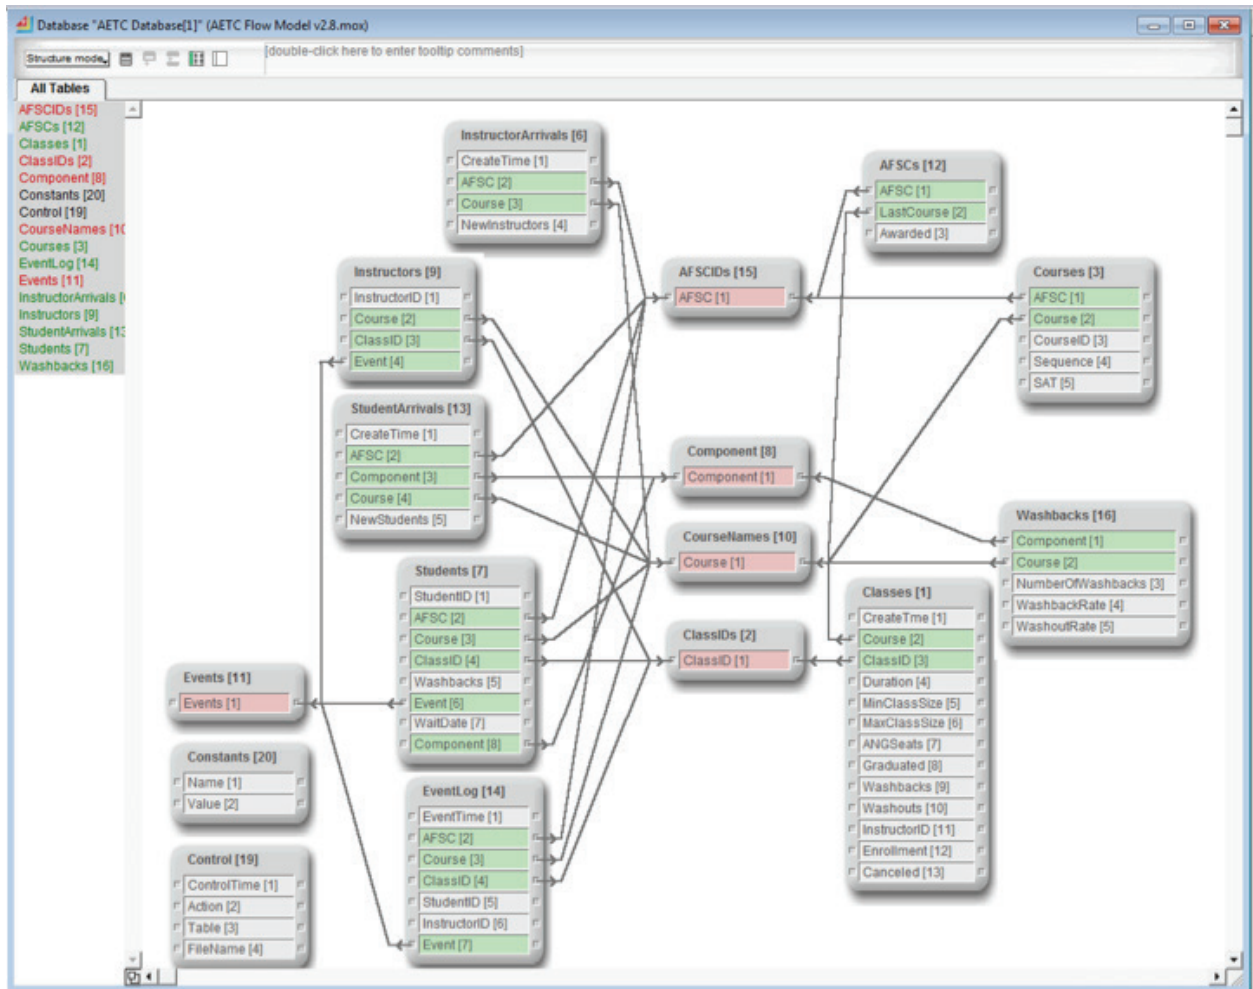 Database "AETC Database[1]" (AETC Flow Model v2.8.mox)
Structure mode
[double-click here to enter tooltip comments]
All Tables
AFSCIDs [15]
AFSCs [12]
Classes [1]
ClassIDs [2]
Component [8]
Constants [20]
Control [19]
CourseNames [10
Courses [3]
EventLog [14]
Events [11]
InstructorArrivals [
Instructors [9]
StudentArrivals [13
Students [7]
Washbacks [16]
InstructorArrivals [6]
CreateTime [1]
AFSC [2]
Course [3]
NewInstructors [4]
Instructors [9]
InstructorID [1]
Course [2]
ClassID [3]
Event [4]
StudentArrivals [13]
CreateTime [1]
AFSC [2]
Component [3]
Course [4]
NewStudents [5]
Students [7]
StudentID [1]
AFSC [2]
Course [3]
ClassID [4]
Washbacks [5]
Event [6]
WaitDate [7]
Component [8]
Events [11]
Events [1]
Constants [20]
Name [1]
Value [2]
Control [19]
ControlTime [1]
Action [2]
Table [3]
FileName [4]
EventLog [14]
EventTime [1]
AFSC [2]
Course [3]
ClassID [4]
StudentID [5]
InstructorID [6]
Event [7]
AFSCIDs [15]
AFSC [1]
Component [8]
Component [1]
CourseNames [10]
Course [1]
ClassIDs [2]
ClassID [1]
AFSCs [12]
AFSC [1]
LastCourse [2]
Awarded [3]
Courses [3]
AFSC [1]
Course [2]
CourseID [3]
Sequence [4]
SAT [5]
Washbacks [16]
Component [1]
Course [2]
NumberOfWashbacks [3]
WashbackRate [4]
WashoutRate [5]
Classes [1]
CreateTme [1]
Course [2]
ClassID [3]
Duration [4]
MinClassSize [5]
MaxClassSize [6]
ANGSeats [7]
Graduated [8]
Washbacks [9]
Washouts [10]
InstructorID [11]
Enrollment [12]
Canceled [13]